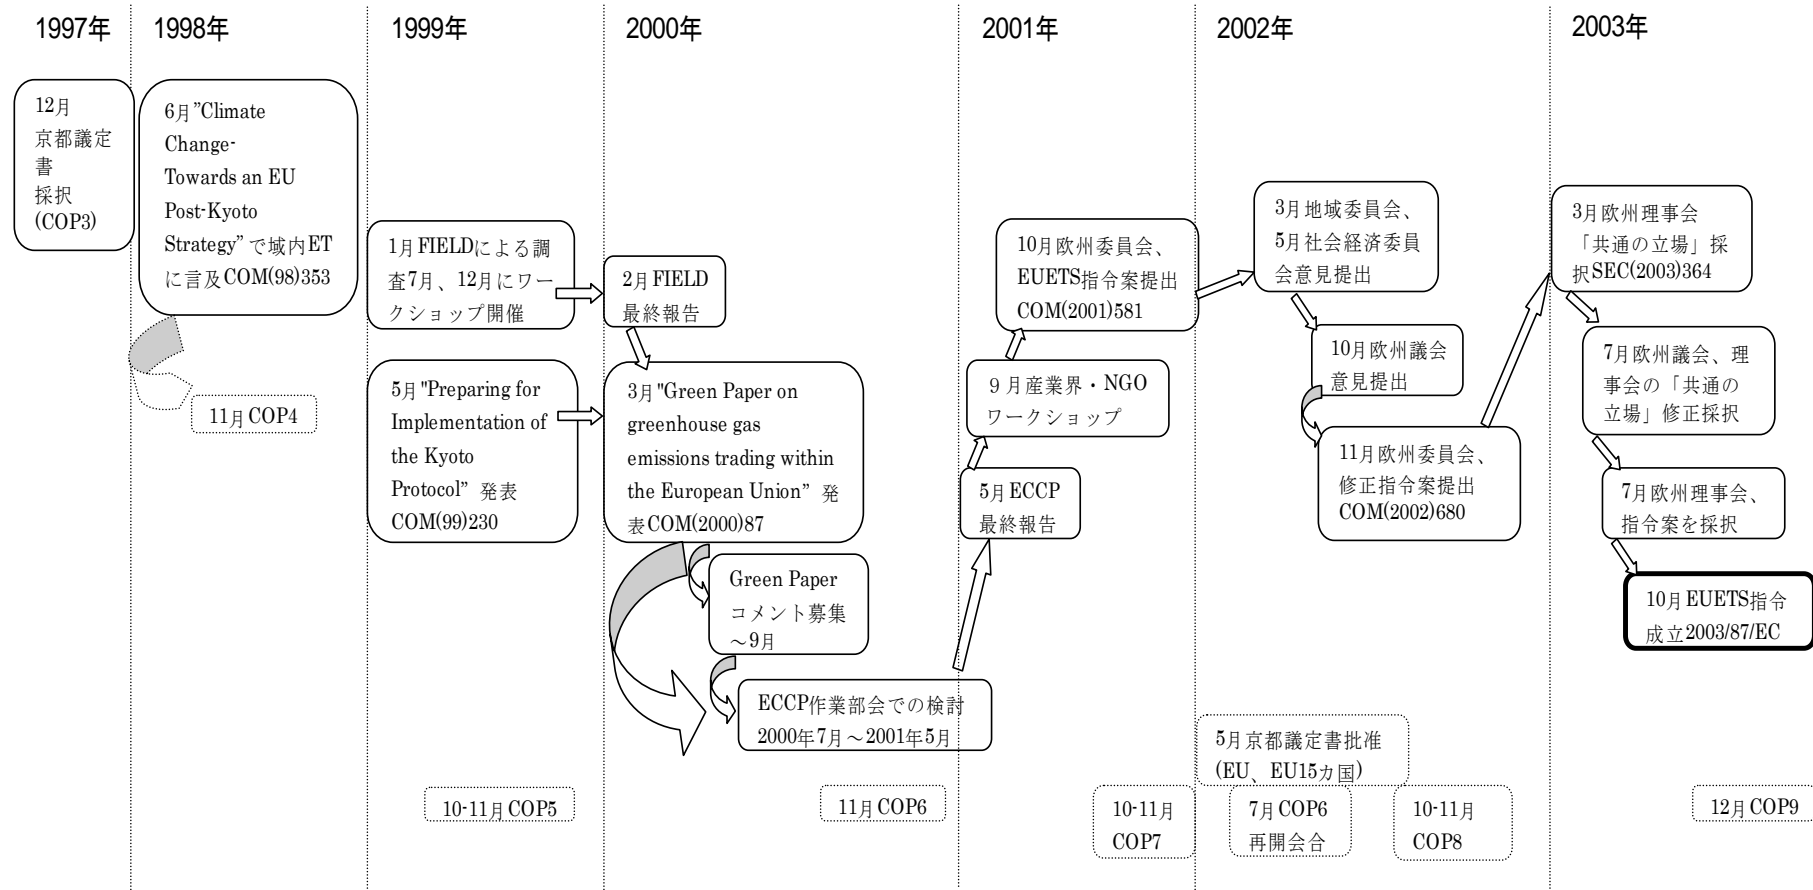 1997年
1998年
1999年
2000年
2001年
2002年
2003年
12月
京都議定
書
採択
(COP3)
6月”Climate
Change-
Towards an EU
Post-Kyoto
Strategy” で域内ET
に言及COM(98)353
11月COP4
1月FIELDによる調
査7月、12月にワー
クショップ開催
5月"Preparing for
Implementation of
the Kyoto
Protocol” 発表
COM(99)230
10-11月COP5
2月FIELD
最終報告
3月"Green Paper on
greenhouse gas
emissions trading within
the European Union” 発
表COM(2000)87
Green Paper
コメント募集
～9月
ECCP作業部会での検討
2000年7月～2001年5月
11月COP6
10月欧州委員会、
EUETS指令案提出
COM(2001)581
９月産業界・NGO
ワークショップ
5月ECCP
最終報告
10-11月
COP7
3月地域委員会、
5月社会経済委員
会意見提出
10月欧州議会
意見提出
11月欧州委員会、
修正指令案提出
COM(2002)680
5月京都議定書批准
(EU、EU15カ国)
7月COP6
再開会合
10-11月
COP8
3月欧州理事会
「共通の立場」採
択SEC(2003)364
7月欧州議会、理
事会の「共通の
立場」修正採択
7月欧州理事会、
指令案を採択
10月EUETS指令
成立2003/87/EC
12月COP9